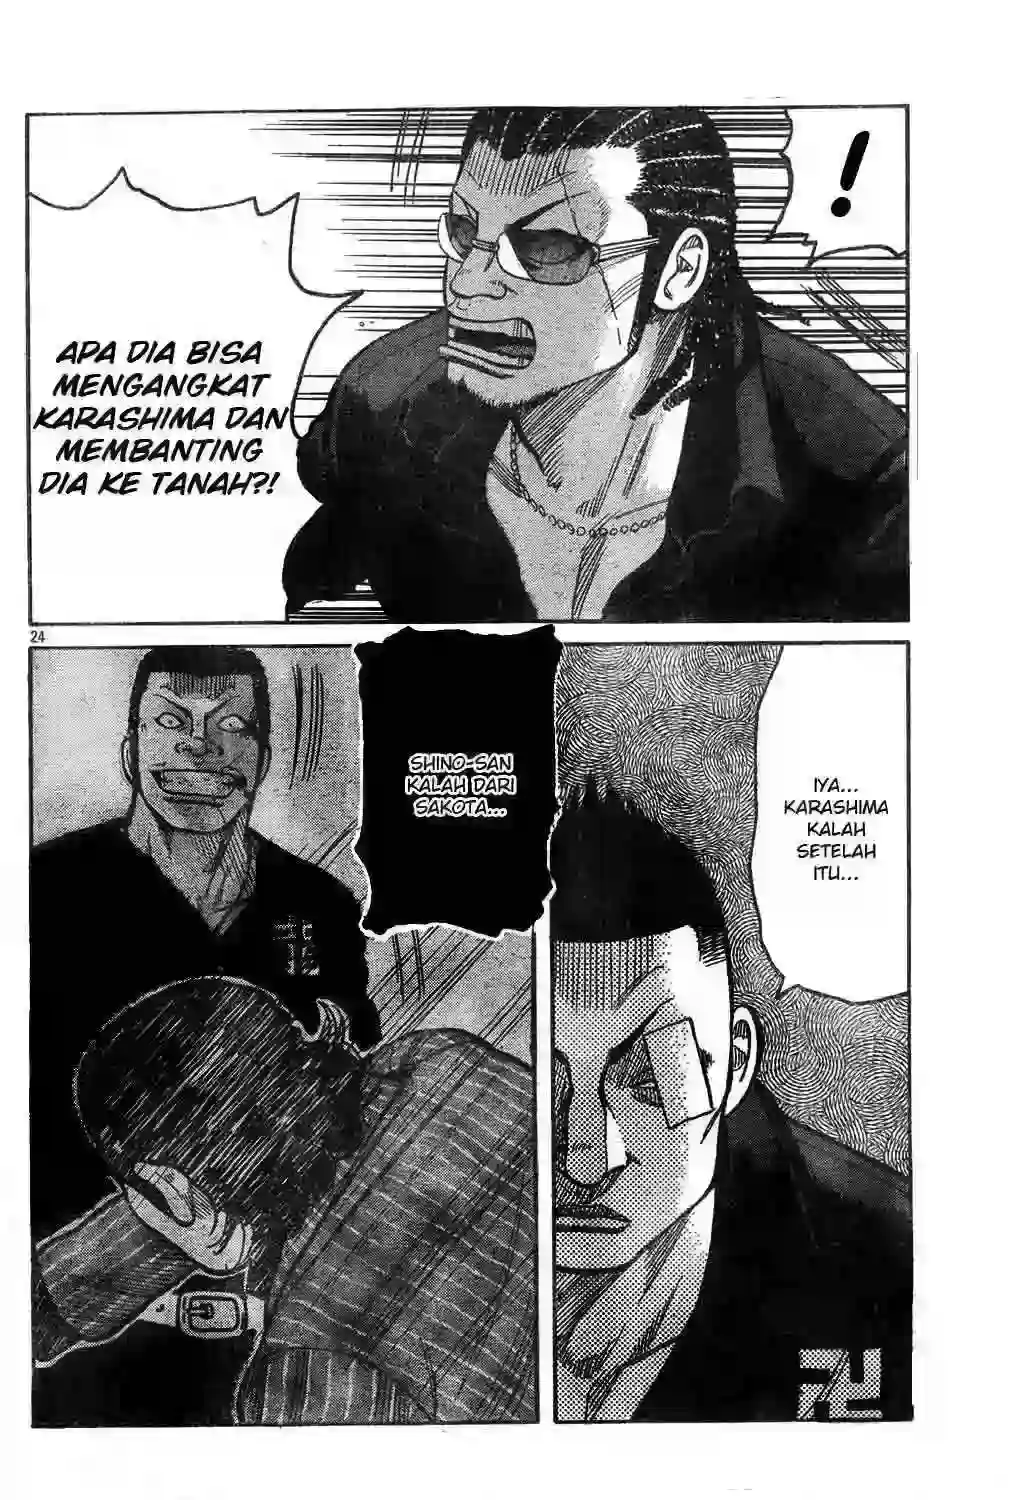 !
APA DIA BISA
MENGANGKAT
KARASHIMA DAN
MEMBANTING
DIA KE TANAH?!
24
IYA...
KARASHIMA
KALAH
SETELAH
ITU...
SHINO-SAN
KALAH DARI
SAKOTA...
卍